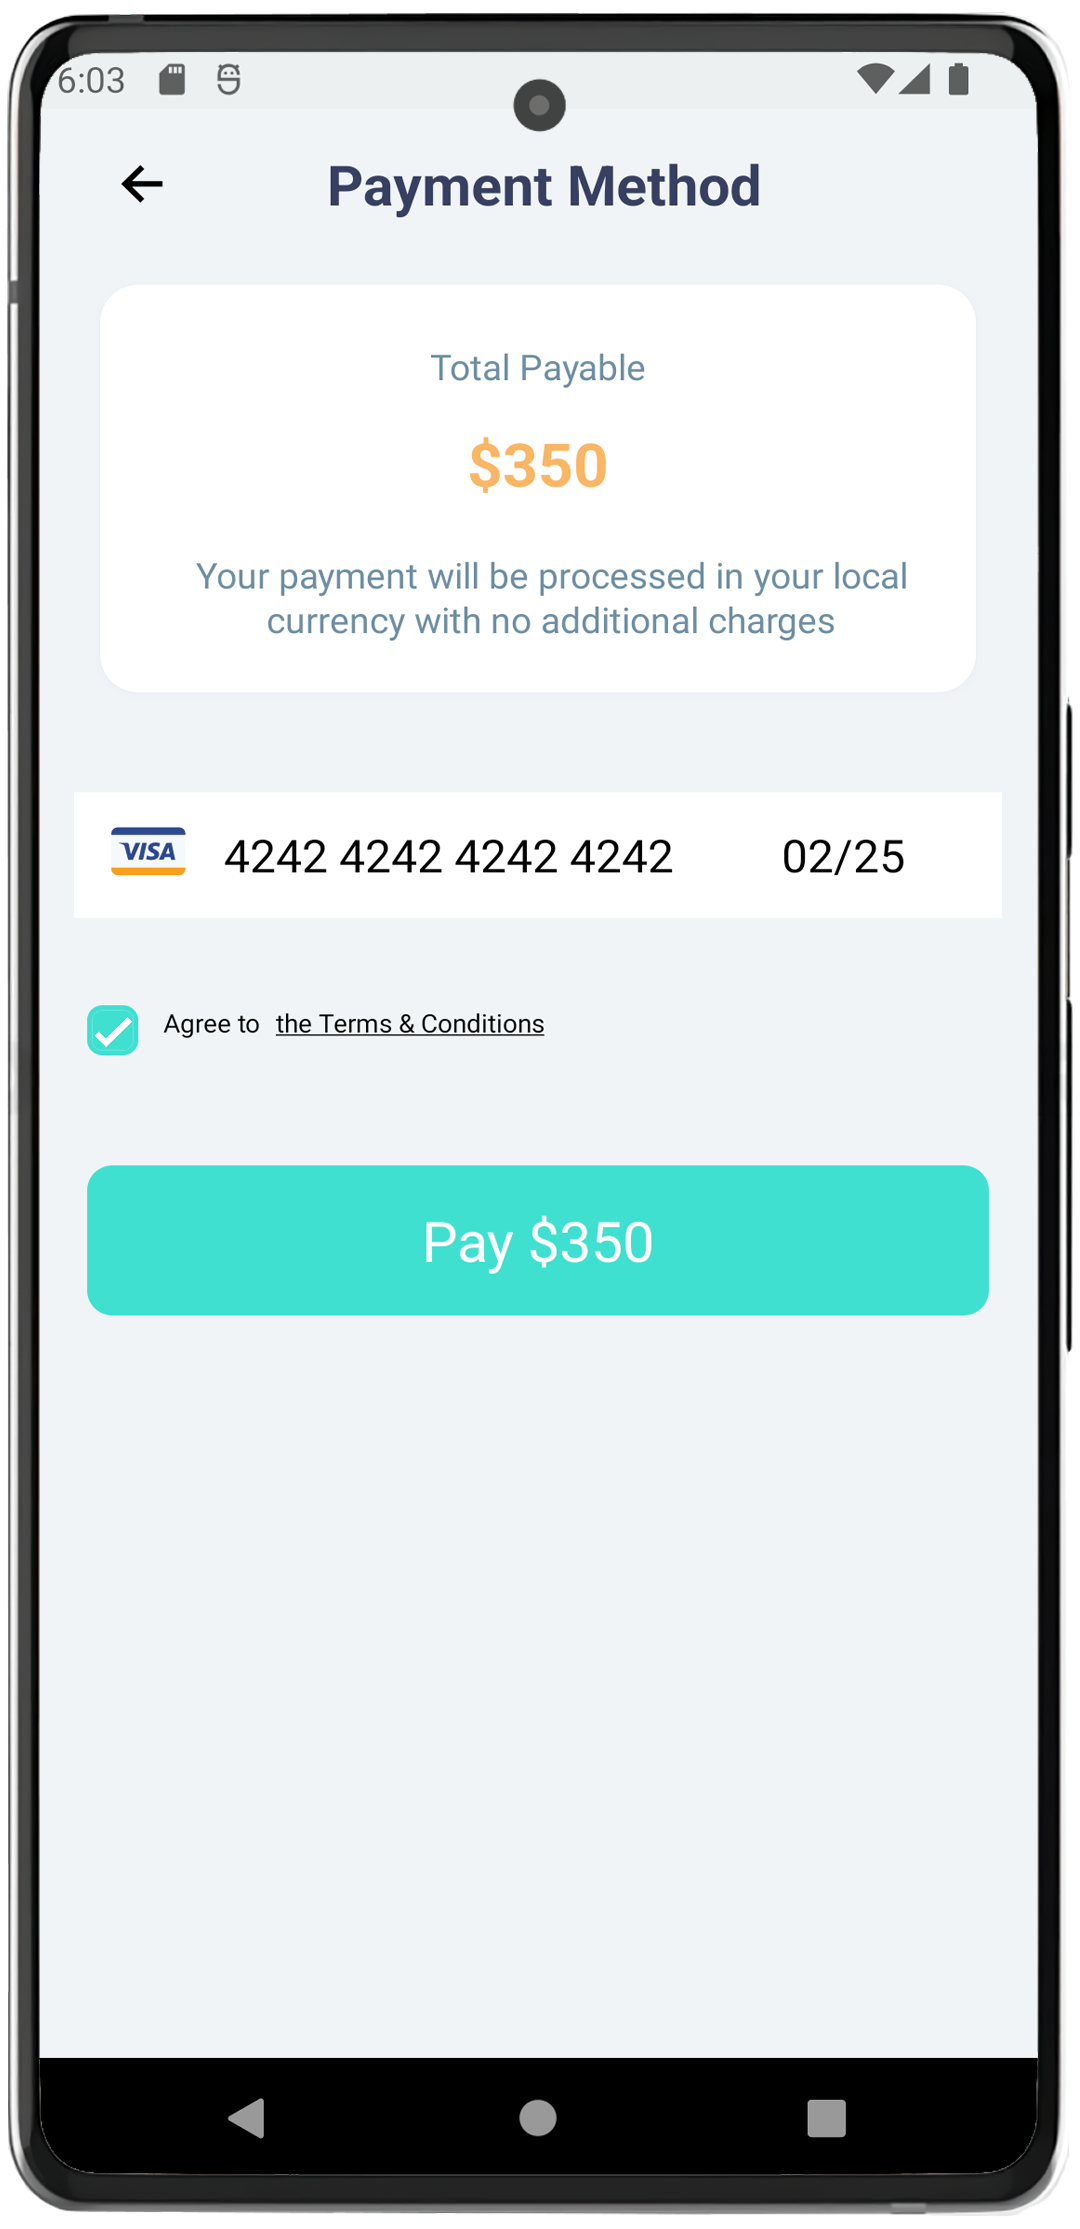 6:03
Payment Method
Total Payable
$350
Your payment will be processed in your local
currency with no additional charges
VISA 4242 4242 4242 4242 02/25
Agree to the Terms & Conditions
Pay $350